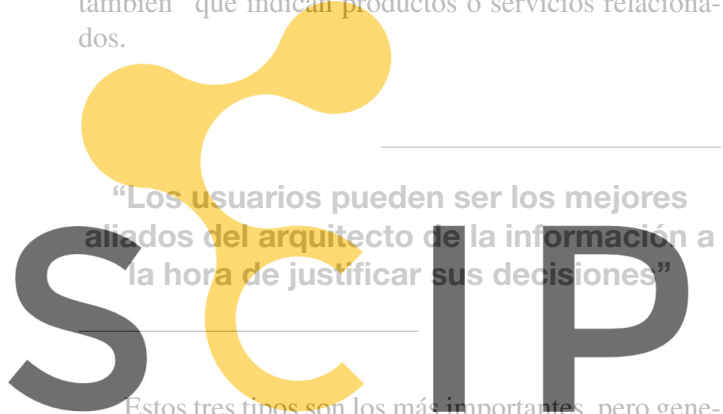 también" que indican productos o servicios relaciona-
dos.
“Los usuarios pueden ser los mejores
aliados del arquitecto de la información a
la hora de justificar sus decisiones”
SCIP
Estos tres tipos son los más importantes, pero gene-